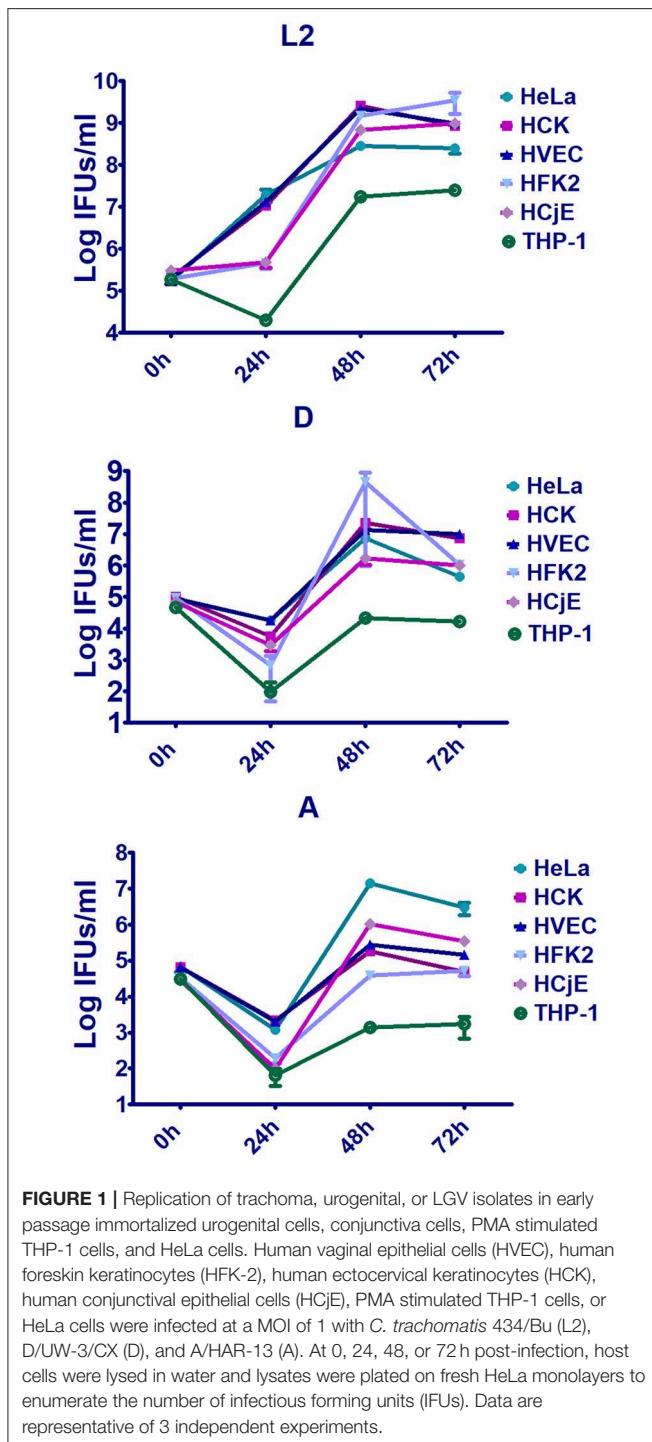 L2
Log IFUs/ml
10
9
8
7
6
5
4
0h
24h
48h
72h
HeLa
HCK
HVEC
HFK2
HCjE
THP-1
D
Log IFUs/ml
9
8
7
6
5
4
3
2
1
0h
24h
48h
72h
HeLa
HCK
HVEC
HFK2
HCjE
THP-1
A
Log IFUs/ml
8
7
6
5
4
3
2
1
0h
24h
48h
72h
HeLa
HCK
HVEC
HFK2
HCjE
THP-1
FIGURE 1 | Replication of trachoma, urogenital, or LGV isolates in early
passage immortalized urogenital cells, conjunctiva cells, PMA stimulated
THP-1 cells, and HeLa cells. Human vaginal epithelial cells (HVEC), human
foreskin keratinocytes (HFK-2), human ectocervical keratinocytes (HCK),
human conjunctival epithelial cells (HCjE), PMA stimulated THP-1 cells, or
HeLa cells were infected at a MOI of 1 with C. trachomatis 434/Bu (L2),
D/UW-3/CX (D), and A/HAR-13 (A). At 0, 24, 48, or 72 h post-infection, host
cells were lysed in water and lysates were plated on fresh HeLa monolayers to
enumerate the number of infectious forming units (IFUs). Data are
representative of 3 independent experiments.